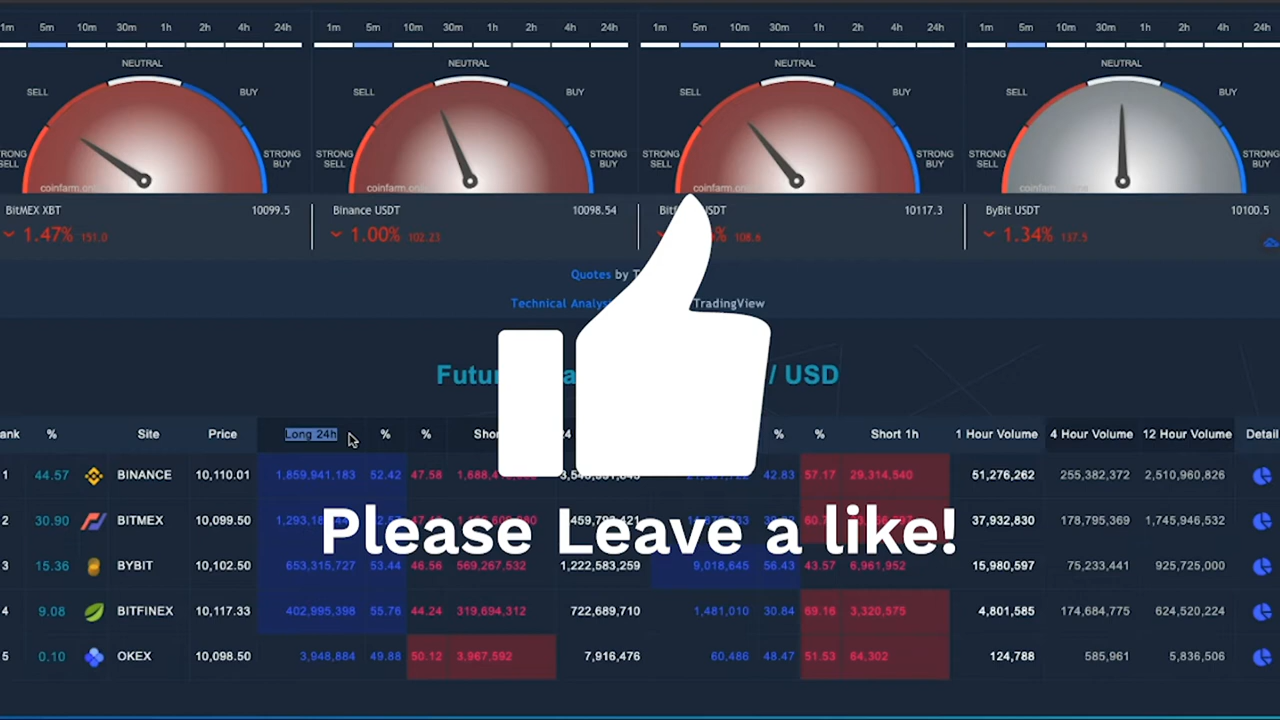 1m 5m 10m 30m 1h 2h 4h 24h 1m 5m 10m 30m 1h 2h 4h 24h 1m 5m 10m 30m 1h 2h 4h 24h 1m 5m 10m 30m 1h 2h 4h 24h
NEUTRAL NEUTRAL NEUTRAL NEUTRAL
SELL BUY SELL BUY SELL BUY SELL BUY
STRONG STRONG STRONG STRONG STRONG STRONG STRONG
SELL BUY SELL BUY SELL BUY SELL BUY
BitMEX XBT 10099.5 Binance USDT 10098.54 10117.3 ByBit USDT 10100.5
1.47% 151.0 1.00% 102.23 108.6 1.34% 137.5
Quotes by
TradingView
/ USD
% Site Price Long 24h % % % % Short 1h 1 Hour Volume 4 Hour Volume 12 Hour Volume Detail
1 44.57 BINANCE 10,110.01 1,859,941,183 52.42 47.58 42.83 57.17 29,314,540 51,276,262 255,382,372 2,510,960,826
2 30.90 BITMEX 10,099.50 37,932,830 178,795,369 1,745,946,532
Please Leave a like!
3 15.36 BYBIT 10,102.50 653,315,727 53.44 46.56 569,267,532 1,222,583,259 9,018,645 56.43 43.57 6,961,952 15,980,597 75,233,441 925,725,000
4 9.08 BITFINEX 10,117.33 402,995,398 55.76 44.24 319,694,312 722,689,710 1,481,010 30.84 69.16 3,320,575 4,801,585 174,684,775 624,520,224
5 0.10 OKEX 10,098.50 3,948,884 49.88 50.12 3,967,592 7,916,476 60,486 48.47 51.53 64,302 124,788 585,961 5,836,506